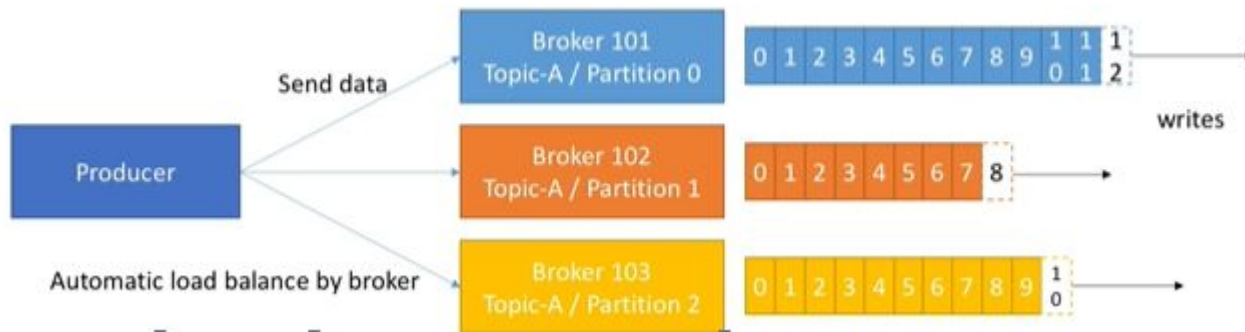 Broker 101
Topic-A / Partition 0
0 1 2 3 4 5 6 7 8 9 10 11 12
Send data
writes
Producer
Broker 102
Topic-A / Partition 1
0 1 2 3 4 5 6 7 8
Automatic load balance by broker
Broker 103
Topic-A / Partition 2
0 1 2 3 4 5 6 7 8 9 10